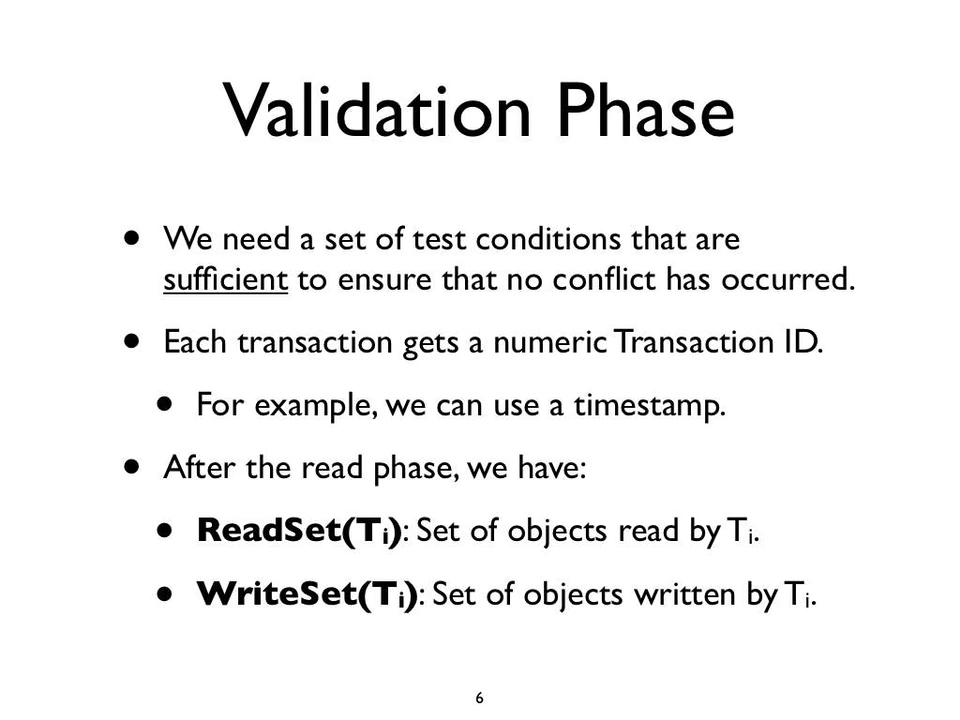 Validation Phase
• We need a set of test conditions that are
sufficient to ensure that no conflict has occurred.
• Each transaction gets a numeric Transaction ID.
• For example, we can use a timestamp.
• After the read phase, we have:
• ReadSet(Tᵢ): Set of objects read by Tᵢ.
• WriteSet(Tᵢ): Set of objects written by Tᵢ.
6